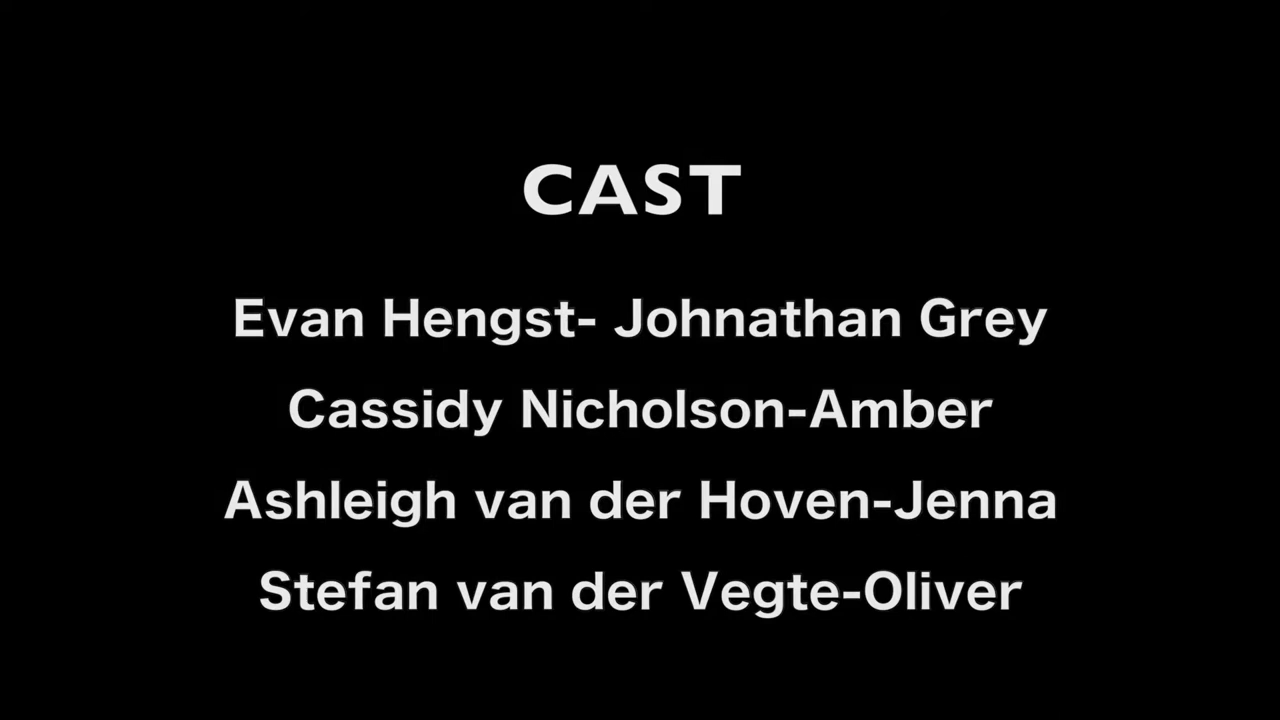 CAST
Evan Hengst- Johnathan Grey
Cassidy Nicholson-Amber
Ashleigh van der Hoven-Jenna
Stefan van der Vegte-Oliver